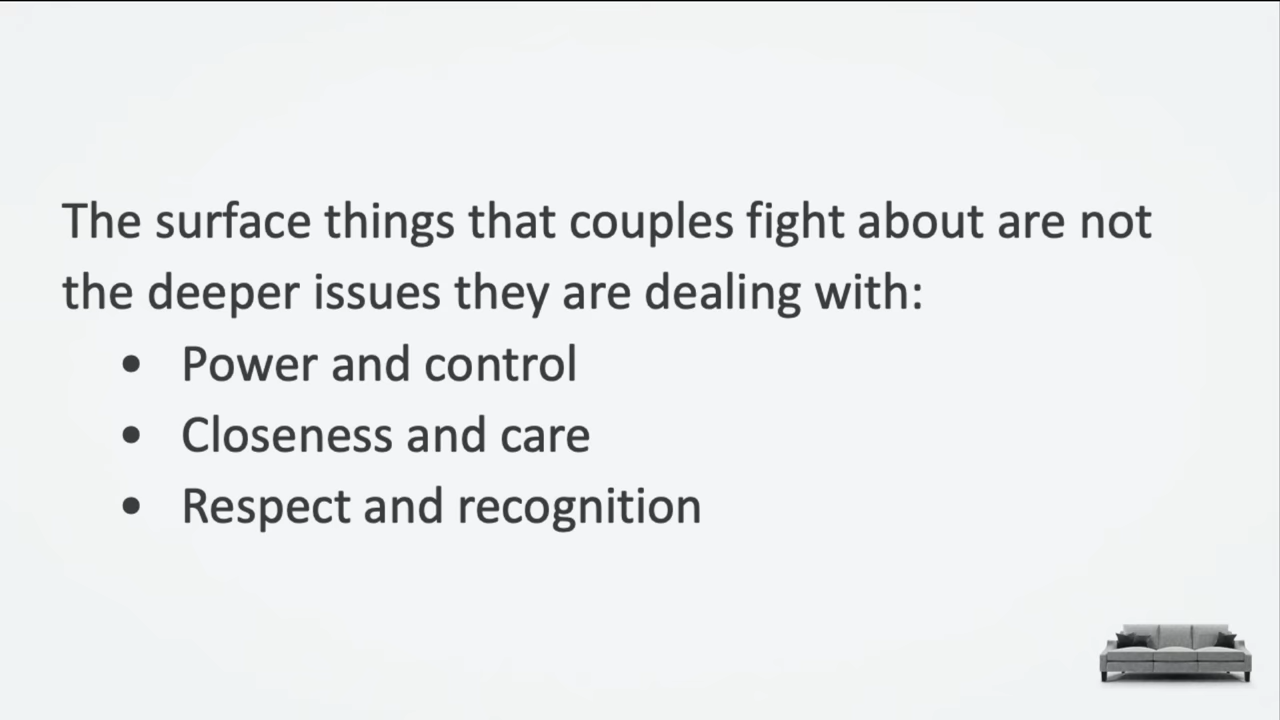 The surface things that couples fight about are not
the deeper issues they are dealing with:
• Power and control
• Closeness and care
• Respect and recognition